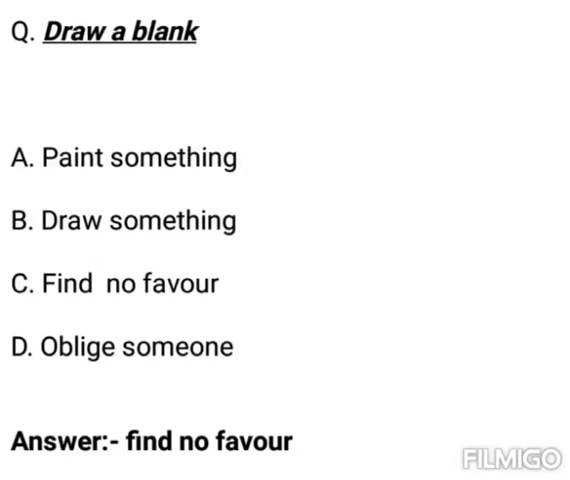 Q. Draw a blank
A. Paint something
B. Draw something
C. Find no favour
D. Oblige someone
Answer:- find no favour
FILMIGO